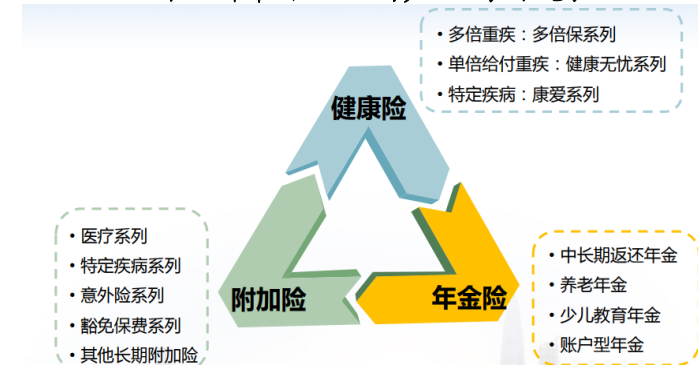 • 多倍重疾：多倍保系列
• 单倍给付重疾：健康无忧系列
• 特定疾病：康爱系列
健康险
• 医疗系列
• 特定疾病系列
• 意外险系列
• 豁免保费系列
• 其他长期附加险
附加险
年金险
• 中长期返还年金
• 养老年金
• 少儿教育年金
• 账户型年金